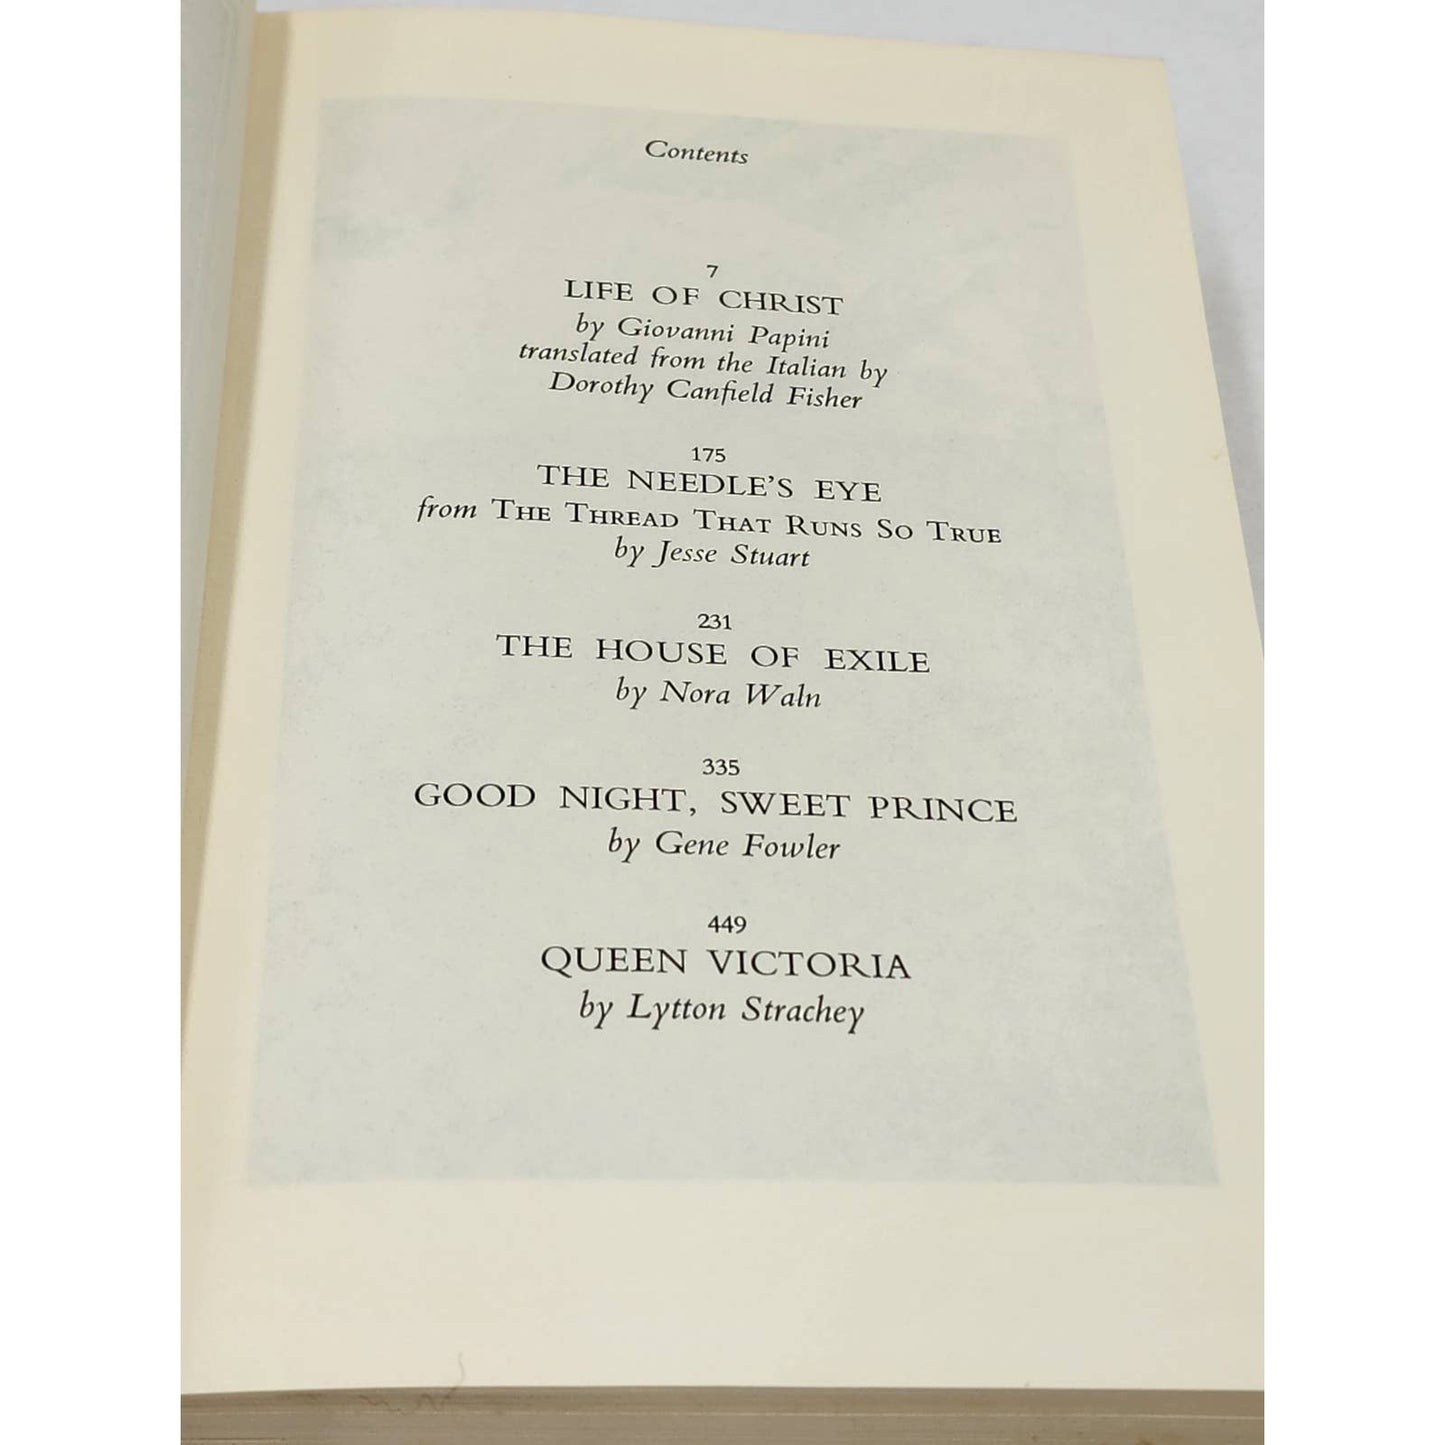 Contents
7
LIFE OF CHRIST
by Giovanni Papini
translated from the Italian by
Dorothy Canfield Fisher
175
THE NEEDLE'S EYE
from THE THREAD THAT RUNS SO TRUE
by Jesse Stuart
231
THE HOUSE OF EXILE
by Nora Waln
335
GOOD NIGHT, SWEET PRINCE
by Gene Fowler
449
QUEEN VICTORIA
by Lytton Strachey